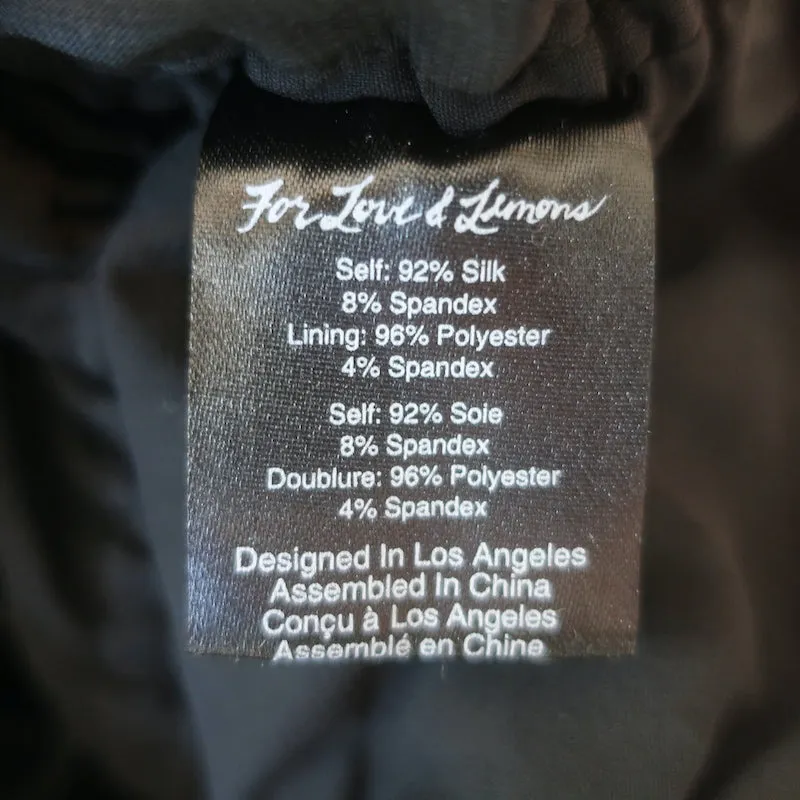 For Love & Lemons
Self: 92% Silk
8% Spandex
Lining: 96% Polyester
4% Spandex
Self: 92% Soie
8% Spandex
Doublure: 96% Polyester
4% Spandex
Designed In Los Angeles
Assembled In China
Conçu à Los Angeles
Assemblé en Chine